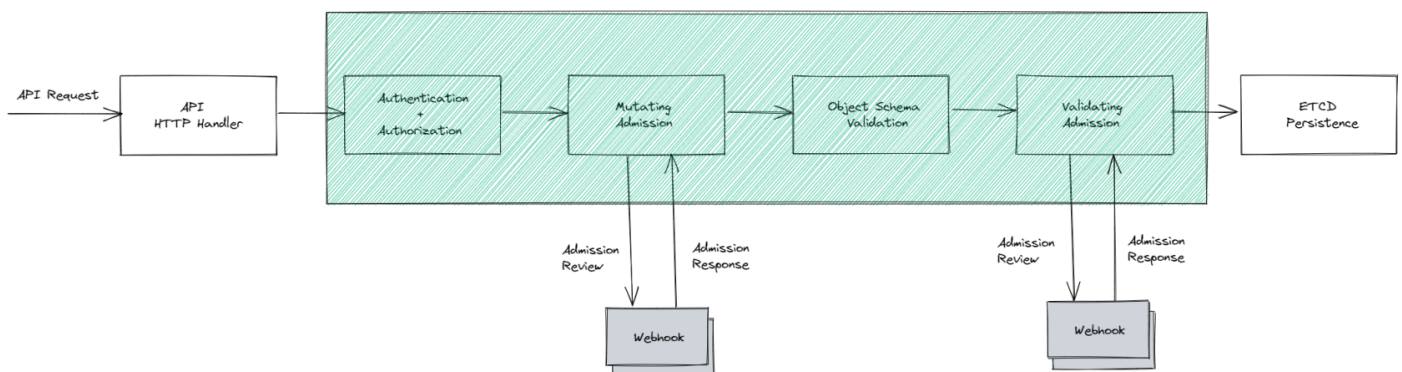 API Request
API
HTTP Handler
Authentication
+
Authorization
Mutating
Admission
Object Schema
Validation
Validating
Admission
ETCD
Persistence
Admission
Review
Admission
Response
Admission
Review
Admission
Response
Webhook
Webhook